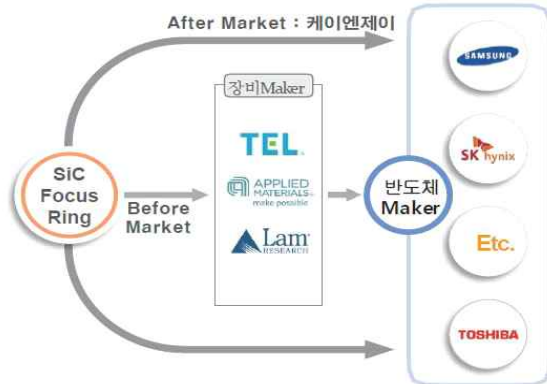 After Market : 케이엔제이
장비Maker
TEL
APPLIED
MATERIALS
make possible
Lam
RESEARCH
SiC
Focus
Ring
Before
Market
반도체
Maker
SAMSUNG
SK hynix
Etc.
TOSHIBA